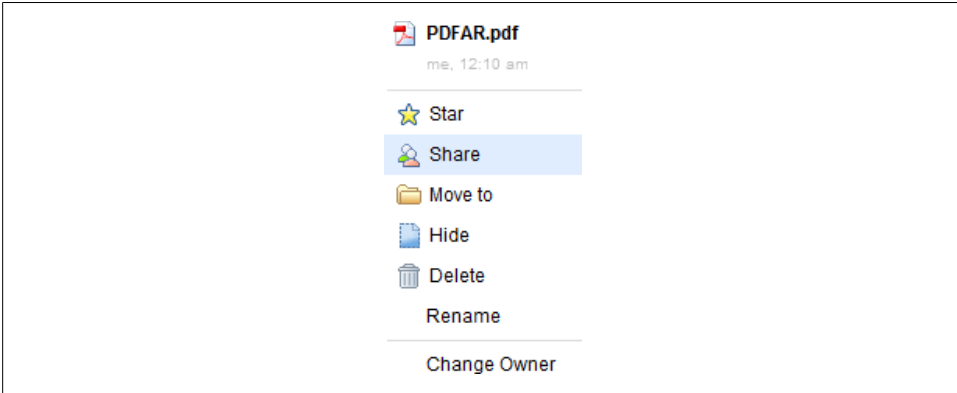 PDFAR.pdf
me, 12:10 am
Star
Share
Move to
Hide
Delete
Rename
Change Owner